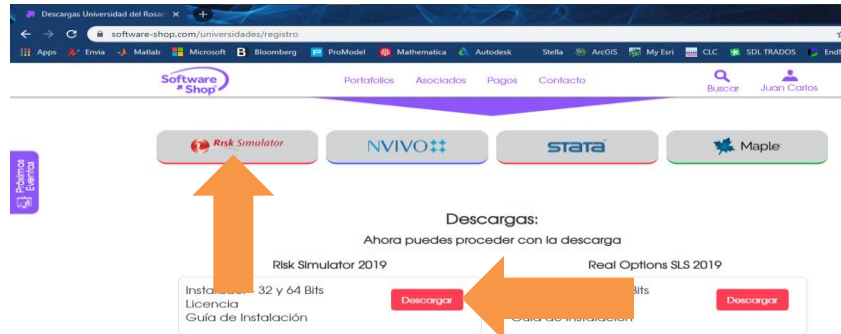 Descargas Universidad del Rosari
software-shop.com/universidades/registro
Apps Envia Matlab Microsoft Bloomberg ProModel Mathematica Autodesk Stella ArcGIS My Esri CLC SDL TRADOS EndN
Software Shop
Portafolios Asociados Pagos Contacto
Buscar Juan Carlos
Próximos Eventos
Risk Simulator NVIVO STATA Maple
Descargas:
Ahora puedes proceder con la descarga
Risk Simulator 2019 Real Options SLS 2019
32 y 64 Bits Bits
Licencia Descargar Descargar
Guía de Instalación